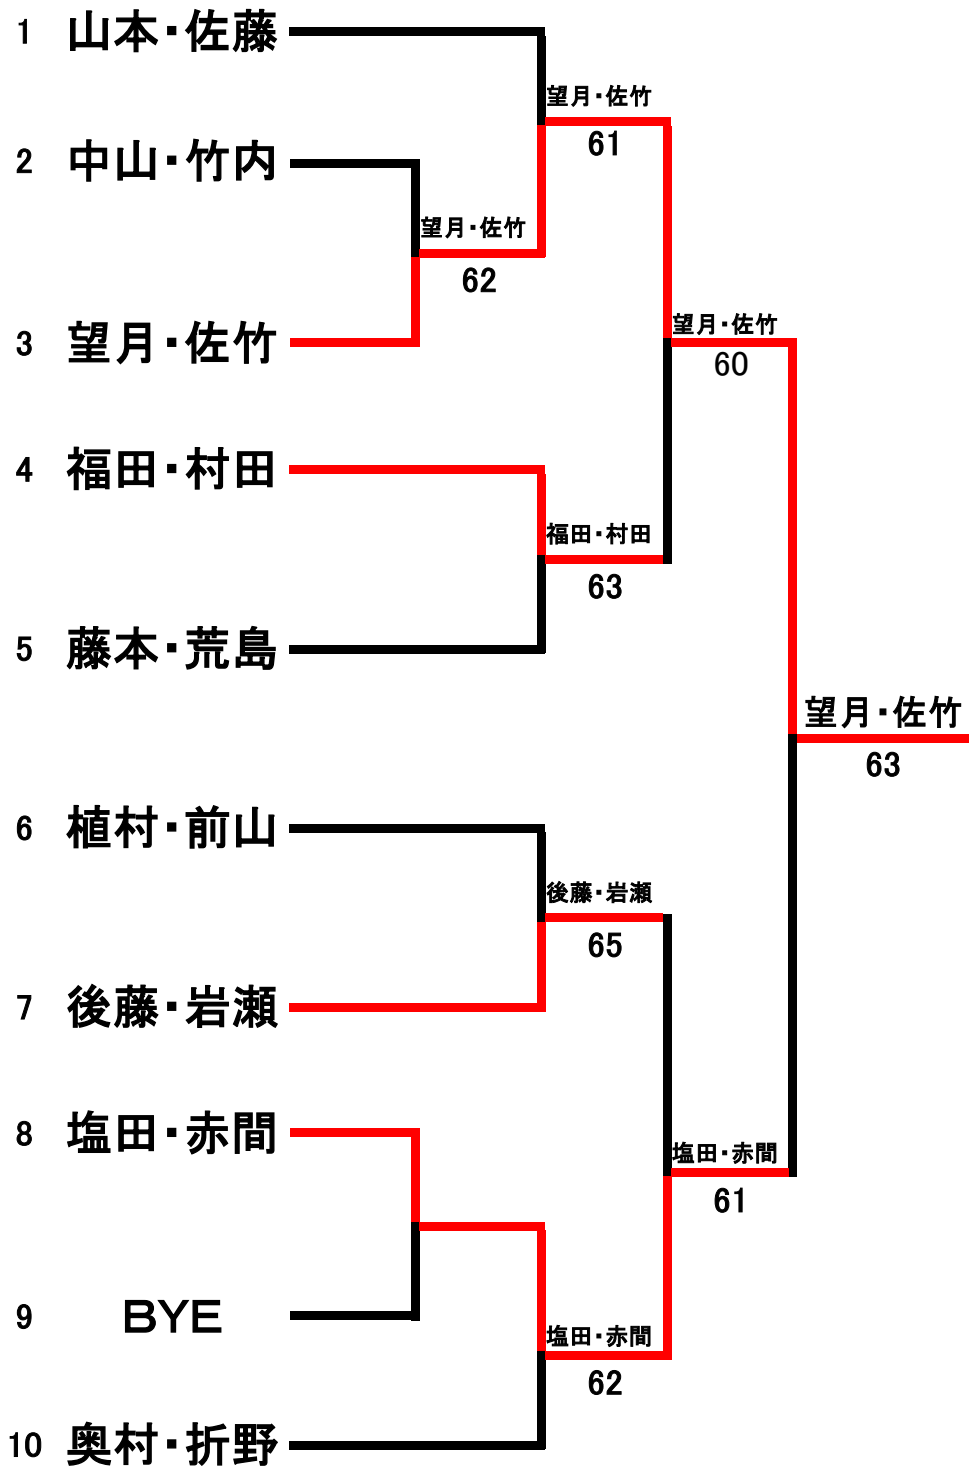 1 山本・佐藤
望月・佐竹
61
2 中山・竹内
望月・佐竹
62
3 望月・佐竹
望月・佐竹
60
4 福田・村田
福田・村田
63
5 藤本・荒島
望月・佐竹
63
6 植村・前山
後藤・岩瀬
65
7 後藤・岩瀬
8 塩田・赤間
塩田・赤間
61
9 BYE
塩田・赤間
62
10 奥村・折野